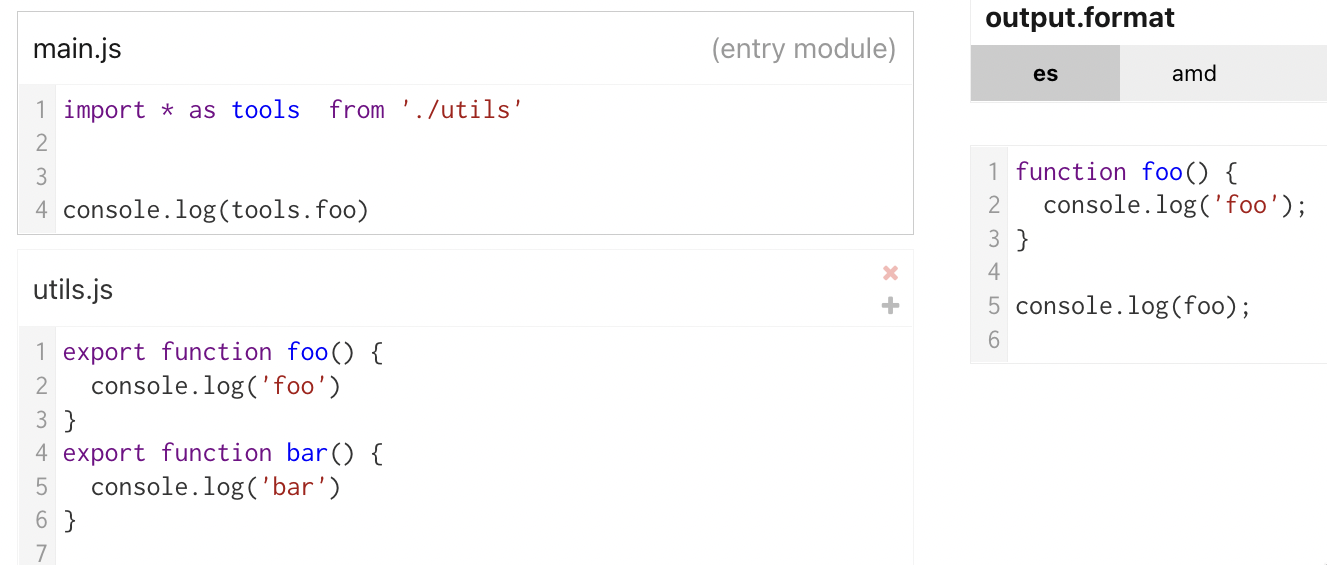 main.js (entry module)
1 import * as tools  from './utils'
2
3
4 console.log(tools.foo)
utils.js
1 export function foo() {
2   console.log('foo')
3 }
4 export function bar() {
5   console.log('bar')
6 }
7
output.format
es amd
1 function foo() {
2   console.log('foo');
3 }
4
5 console.log(foo);
6